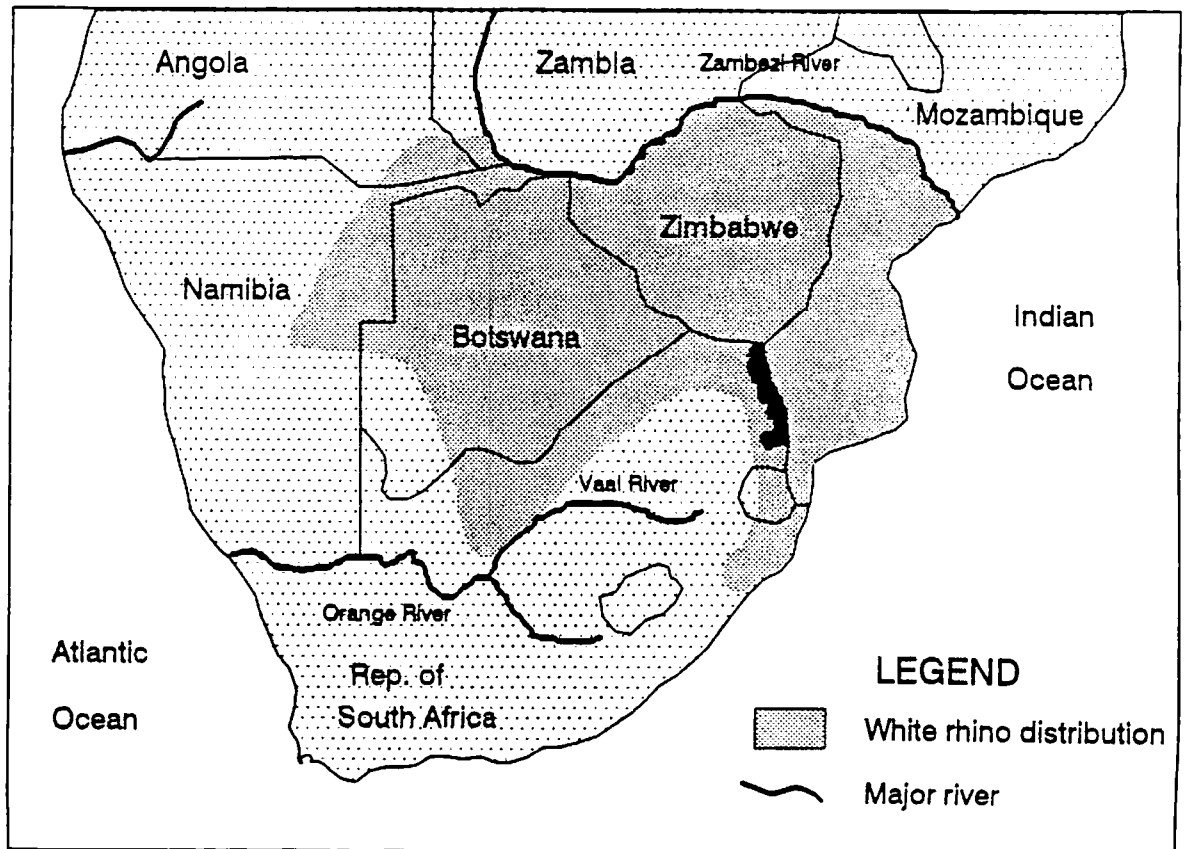 Angola
Zambia
Zambezi River
Mozambique
Zimbabwe
Namibia
Botswana
Indian
Ocean
Vaal River
Orange River
Atlantic
Ocean
Rep. of
South Africa
LEGEND
White rhino distribution
Major river